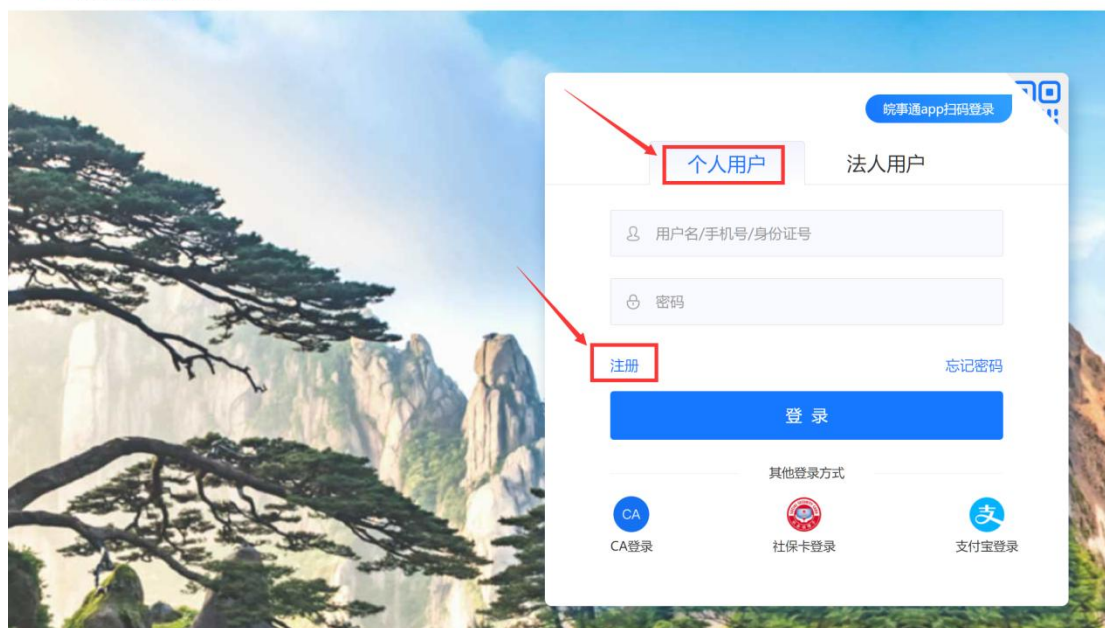 皖事通app扫码登录
个人用户
法人用户
用户名/手机号/身份证号
密码
注册
忘记密码
登 录
其他登录方式
CA
支
CA登录
社保卡登录
支付宝登录